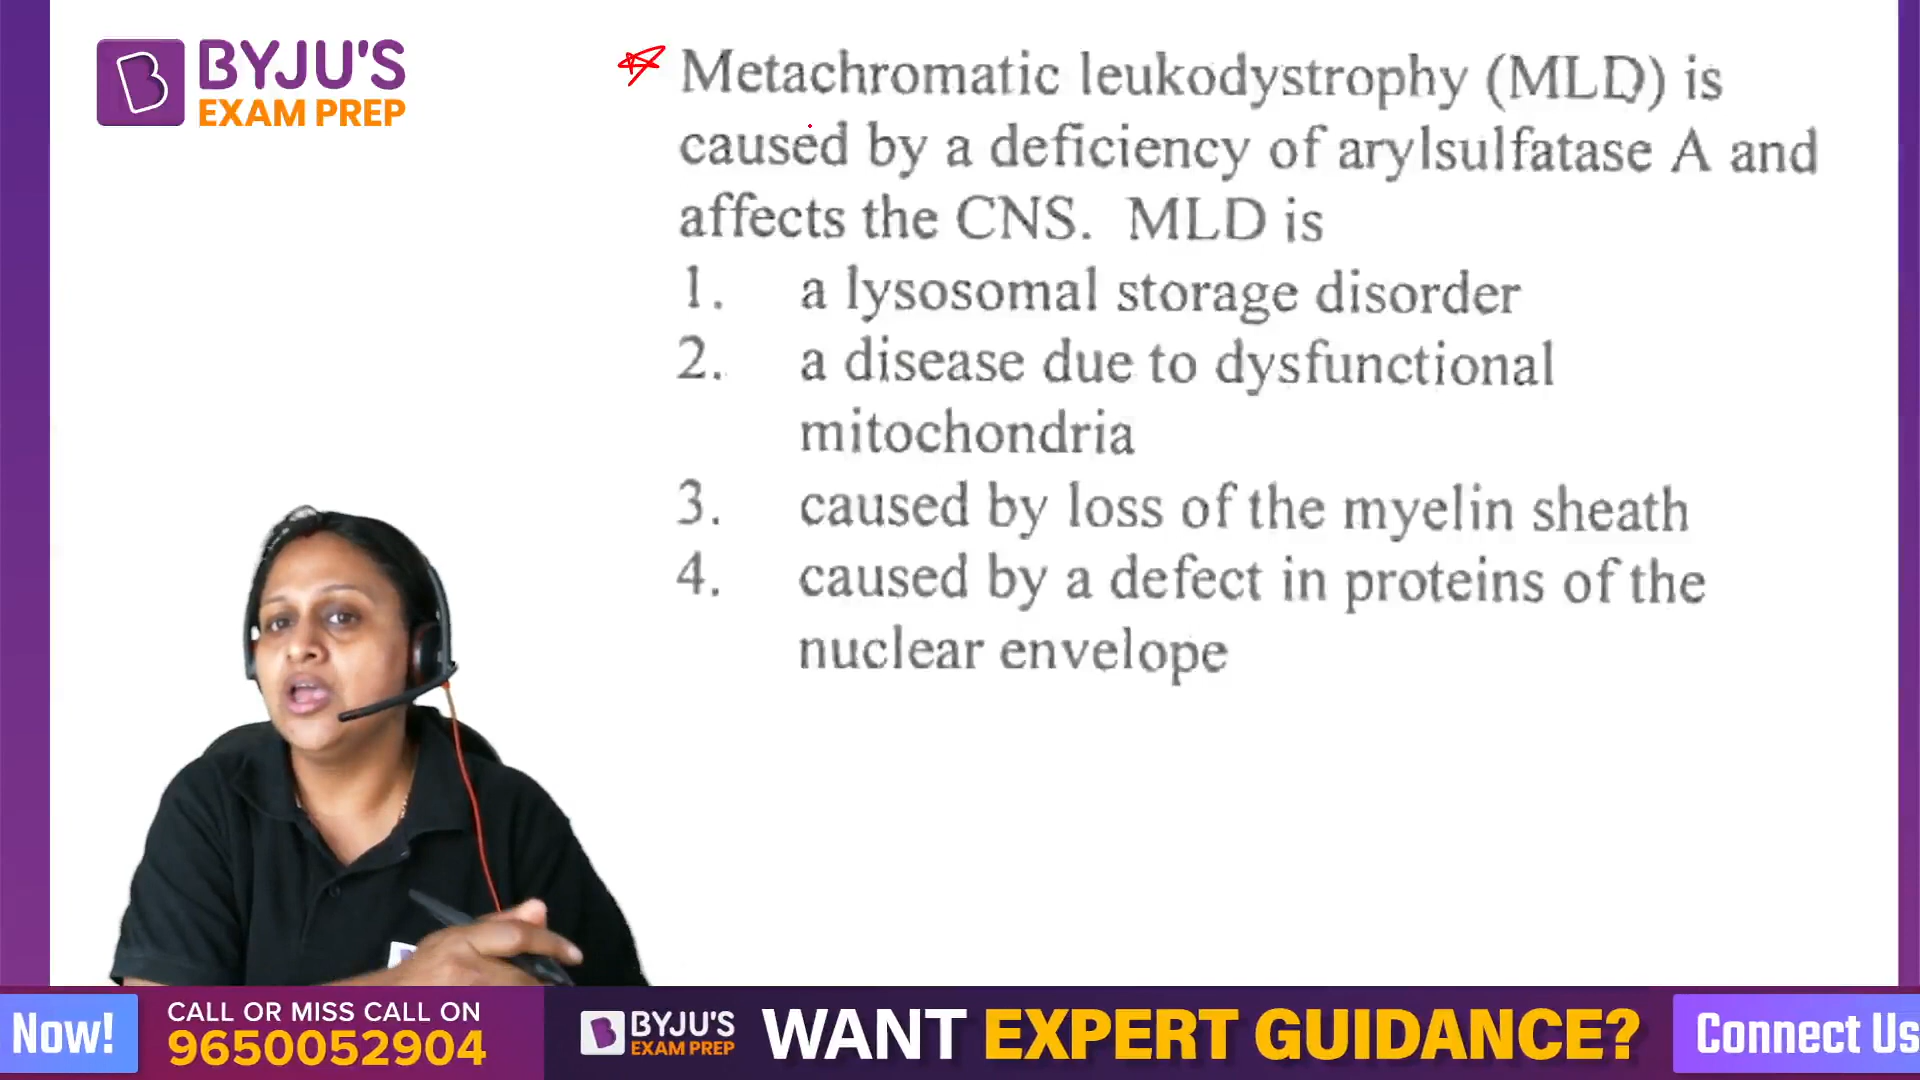 BYJU'S
EXAM PREP
Metachromatic leukodystrophy (MLD) is
caused by a deficiency of arylsulfatase A and
affects the CNS. MLD is
1. a lysosomal storage disorder
2. a disease due to dysfunctional
mitochondria
3. caused by loss of the myelin sheath
4. caused by a defect in proteins of the
nuclear envelope
Now!
CALL OR MISS CALL ON
9650052904
BYJU'S
EXAM PREP
WANT EXPERT GUIDANCE?
Connect Us